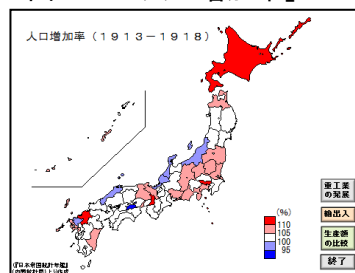 人口増加率（1913－1918）
(%)
110
105
100
95
重工業
の発展
輸出入
生産額
の比較
終了